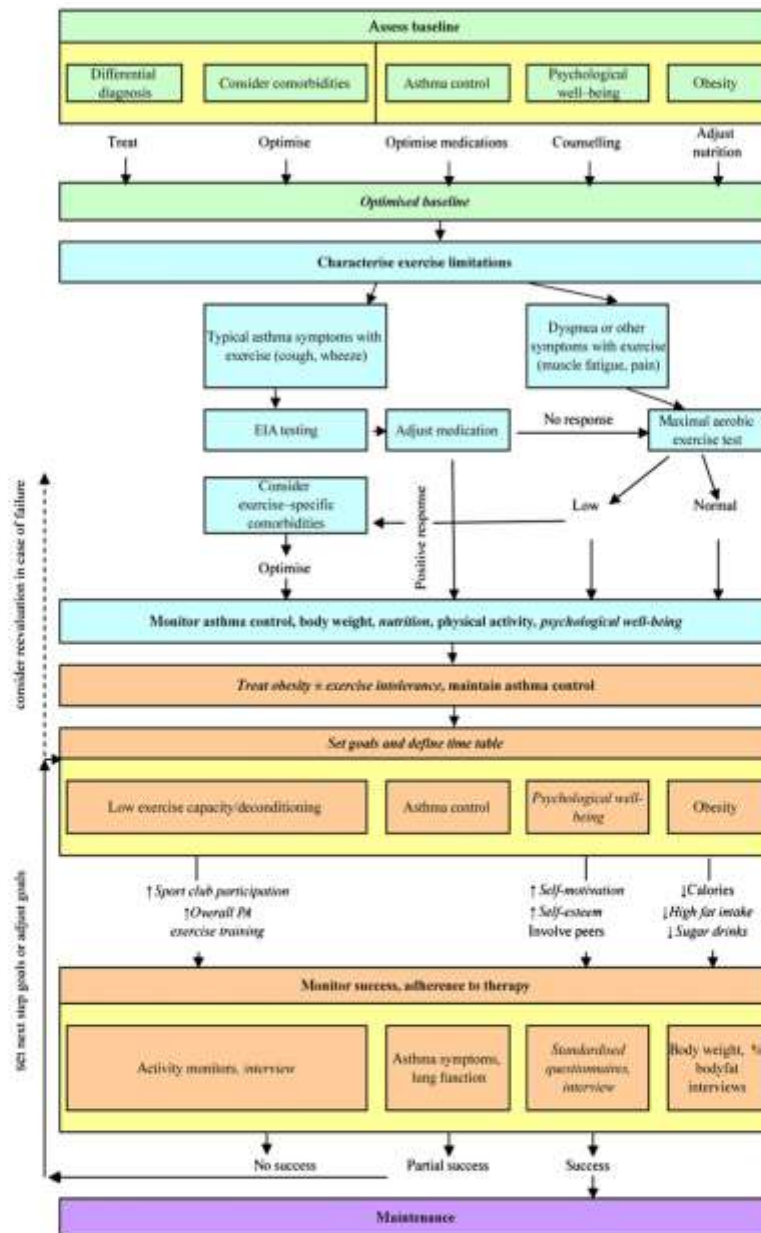 Assess baseline
Differential
diagnosis
Consider comorbidities
Asthma control
Psychological
well–being
Obesity
Treat
Optimise
Optimise medications
Counselling
Adjust
nutrition
Optimised baseline
Characterise exercise limitations
Typical asthma symptoms with
exercise (cough, wheeze)
Dyspnea or other
symptoms with exercise
(muscle fatigue, pain)
EIA testing
Adjust medication
No response
Maximal aerobic
exercise test
Consider
exercise–specific
comorbidities
Low
Normal
Positive response
Optimise
consider reevaluation in case of failure
Monitor asthma control, body weight, nutrition, physical activity, psychological well-being
Treat obesity + exercise intolerance, maintain asthma control
Set goals and define time table
Low exercise capacity/deconditioning
Asthma control
Psychological well-
being
Obesity
↑ Sport club participation
↑Overall PA
exercise training
↑ Self-motivation
↑ Self-esteem
Involve peers
↓Calories
↓High fat intake
↓ Sugar drinks
set next step goals or adjust goals
Monitor success, adherence to therapy
Activity monitors, interview
Asthma symptoms,
lung function
Standardised
questionnaires,
interview
Body weight, %
bodyfat
interviews
No success
Partial success
Success
Maintenance